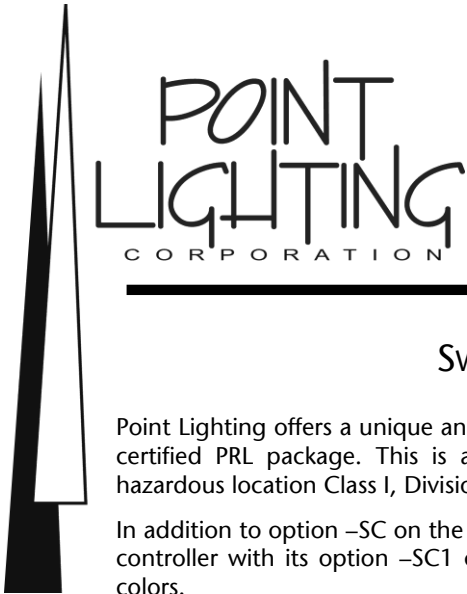 POINT
LIGHTING
CORPORATION
Point Lighting offers a unique an
certified PRL package. This is a
hazardous location Class I, Divisio
In addition to option –SC on the
controller with its option –SC1
colors.